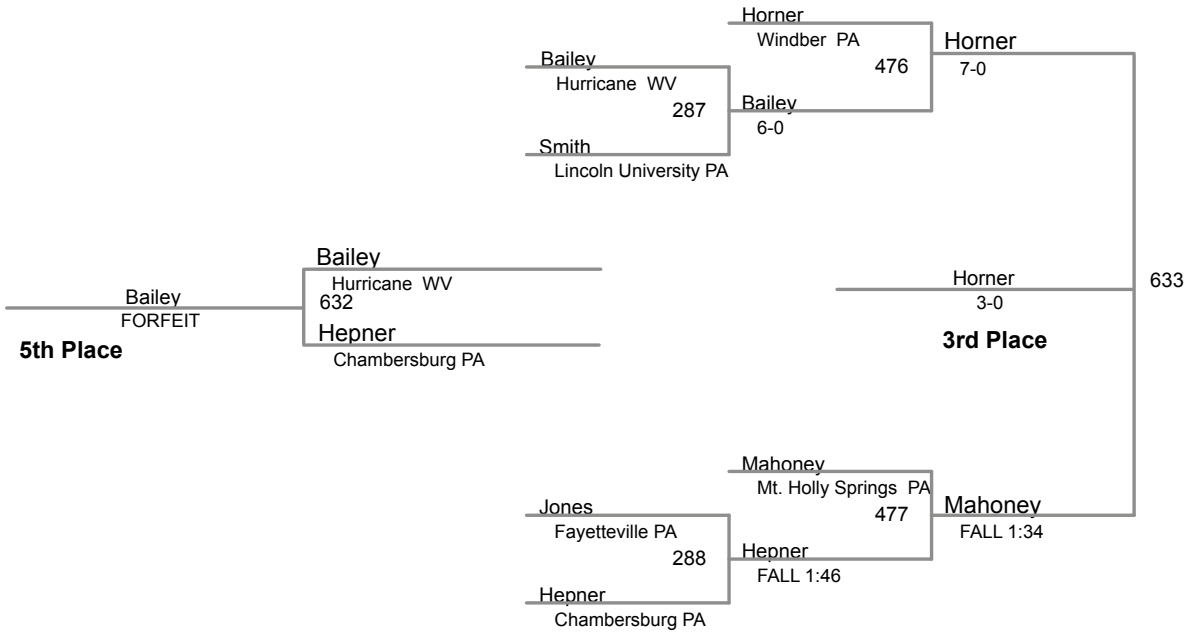 Horner
Windber PA
476
Horner
7-0
Bailey
Hurricane WV
287
Bailey
6-0
Smith
Lincoln University PA
Bailey
Hurricane WV
632
Bailey
FORFEIT
5th Place
Hepner
Chambersburg PA
Horner
3-0
633
3rd Place
Mahoney
Mt. Holly Springs PA
477
Mahoney
FALL 1:34
Jones
Fayetteville PA
288
Hepner
FALL 1:46
Hepner
Chambersburg PA